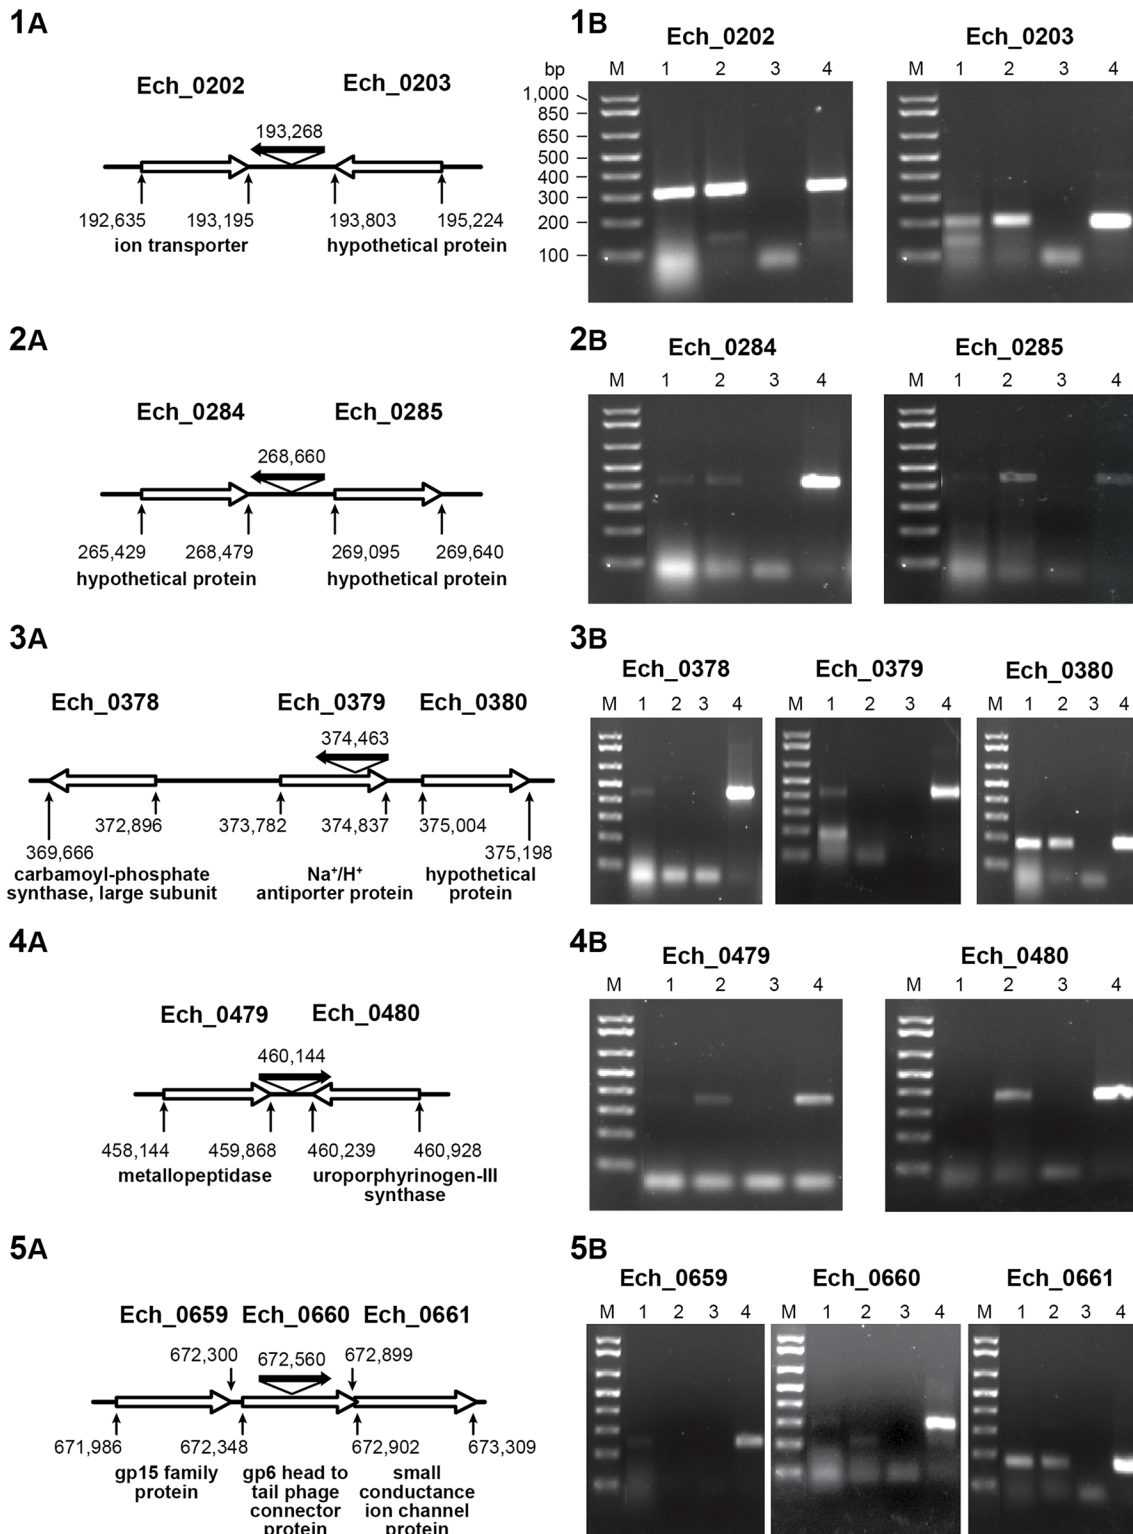 1A
Ech_0202 Ech_0203
193,268
192,635 193,195 193,803 195,224
ion transporter hypothetical protein
1B
Ech_0202 Ech_0203
bp M 1 2 3 4 M 1 2 3 4
1,000
850
650
500
400
300
200
100
2A
Ech_0284 Ech_0285
268,660
265,429 268,479 269,095 269,640
hypothetical protein hypothetical protein
2B
Ech_0284 Ech_0285
M 1 2 3 4 M 1 2 3 4
3A
Ech_0378 Ech_0379 Ech_0380
374,463
372,896 373,782 374,837 375,004
369,666 375,198
carbamoyl-phosphate Na⁺/H⁺ hypothetical
synthase, large subunit antiporter protein protein
3B
Ech_0378 Ech_0379 Ech_0380
M 1 2 3 4 M 1 2 3 4 M 1 2 3 4
4A
Ech_0479 Ech_0480
460,144
458,144 459,868 460,239 460,928
metallopeptidase uroporphyrinogen-III
synthase
4B
Ech_0479 Ech_0480
M 1 2 3 4 M 1 2 3 4
5A
Ech_0659 Ech_0660 Ech_0661
672,300 672,560 672,899
671,986 672,348 672,902 673,309
gp15 family gp6 head to small
protein tail phage conductance
connector ion channel
protein protein
5B
Ech_0659 Ech_0660 Ech_0661
M 1 2 3 4 M 1 2 3 4 M 1 2 3 4